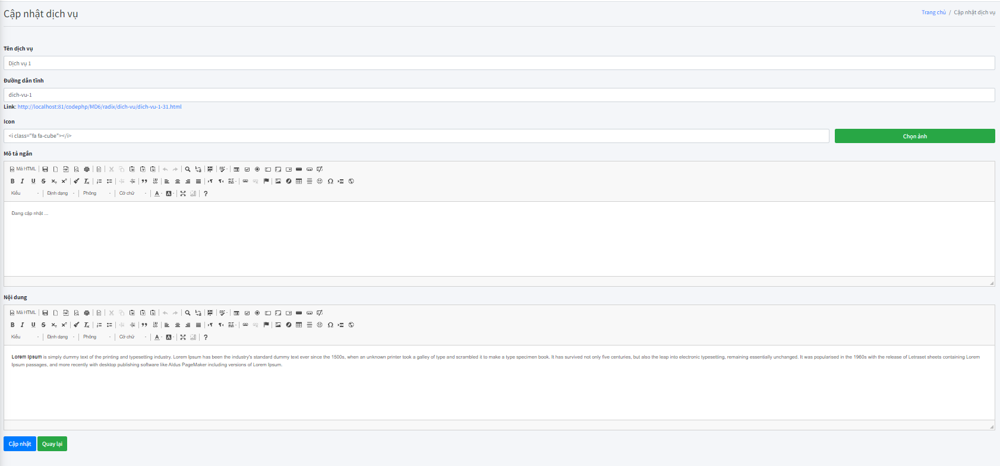 Cập nhật dịch vụ
Trang chủ / Cập nhật dịch vụ
Tên dịch vụ
Dịch vụ 1
Đường dẫn tĩnh
dich-vu-1
Link: http://localhost:81/codephp/MD6/radix/dich-vu/dich-vu-1-31.html
Icon
<i class="fa fa-cube"></i>
Chọn ảnh
Mô tả ngắn
Mã HTML
Kiểu Định dạng Phông Cỡ chữ
Đang cập nhật ...
Nội dung
Mã HTML
Kiểu Định dạng Phông Cỡ chữ
Lorem Ipsum is simply dummy text of the printing and typesetting industry. Lorem Ipsum has been the industry's standard dummy text ever since the 1500s, when an unknown printer took a galley of type and scrambled it to make a type specimen book. It has survived not only five centuries, but also the leap into electronic typesetting, remaining essentially unchanged. It was popularised in the 1960s with the release of Letraset sheets containing Lorem
Ipsum passages, and more recently with desktop publishing software like Aldus PageMaker including versions of Lorem Ipsum.
Cập nhật Quay lại